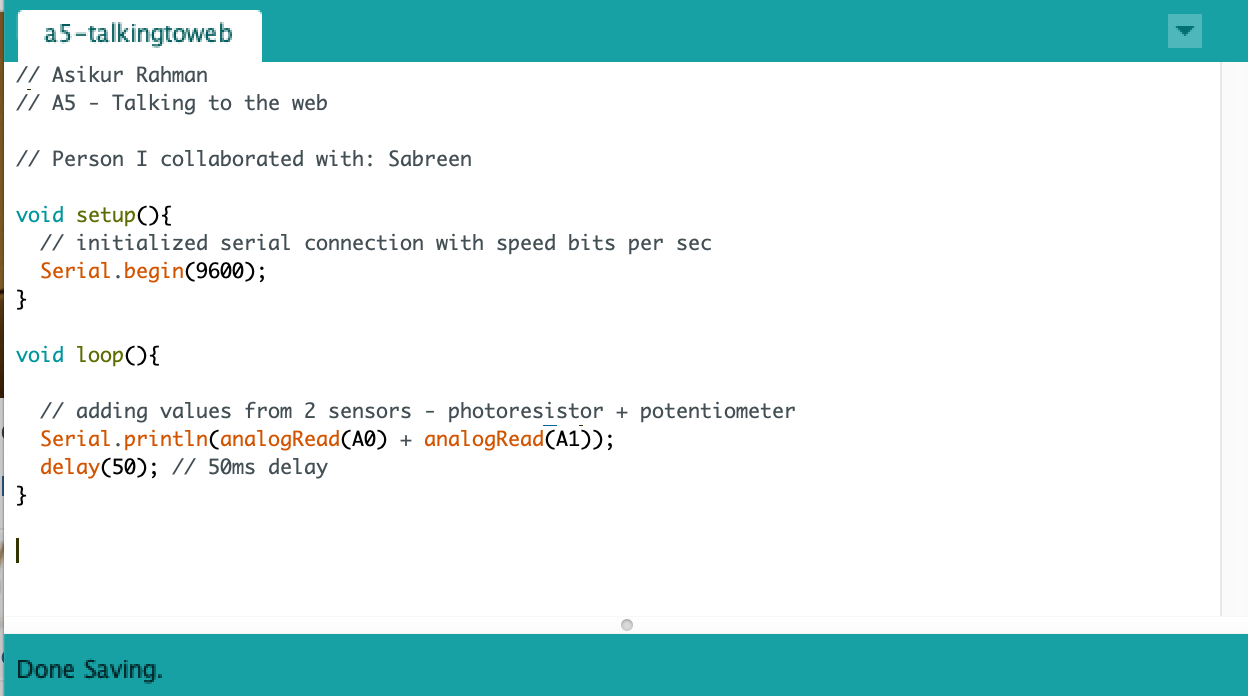 a5-talkingtoweb
// Asikur Rahman
// A5 - Talking to the web
// Person I collaborated with: Sabreen
void setup(){
// initialized serial connection with speed bits per sec
Serial.begin(9600);
}
void loop(){
// adding values from 2 sensors - photoresistor + potentiometer
Serial.println(analogRead(A0) + analogRead(A1));
delay(50); // 50ms delay
}
Done Saving.